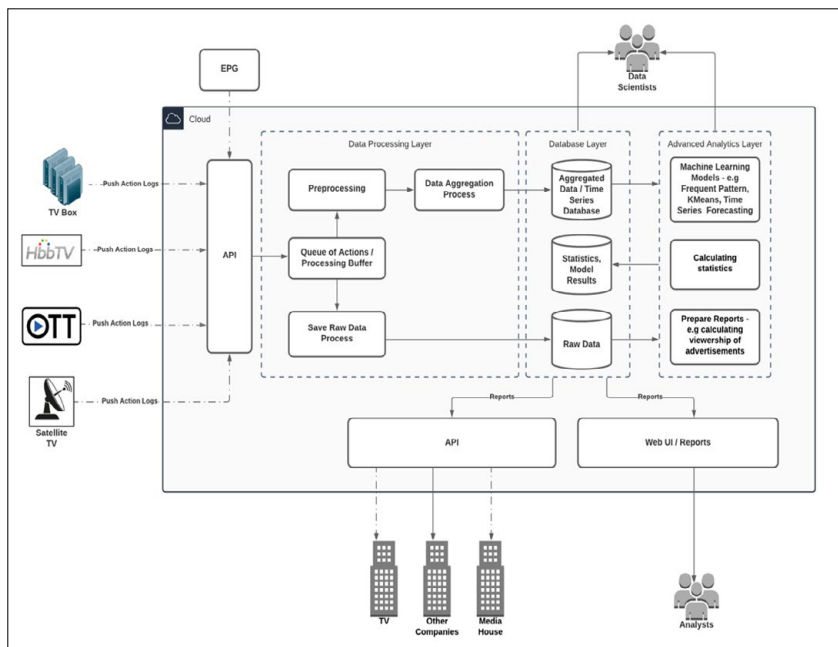 EPG
Data
Scientists
Cloud
Data Processing Layer
Database Layer
Advanced Analytics Layer
TV Box
Push Action Logs
Preprocessing
Data Aggregation
Process
Aggregated
Data / Time
Series
Database
Machine Learning
Models - e.g
Frequent Pattern,
KMeans, Time
Series Forecasting
HbbTV
Push Action Logs
API
Queue of Actions /
Processing Buffer
Statistics,
Model
Results
Calculating
statistics
OTT
Push Action Logs
Save Raw Data
Process
Raw Data
Prepare Reports -
e.g calculating
viewership of
advertisements
Satellite
TV
Push Action Logs
Reports
Reports
API
Web UI / Reports
TV
Other
Companies
Media
House
Analysts